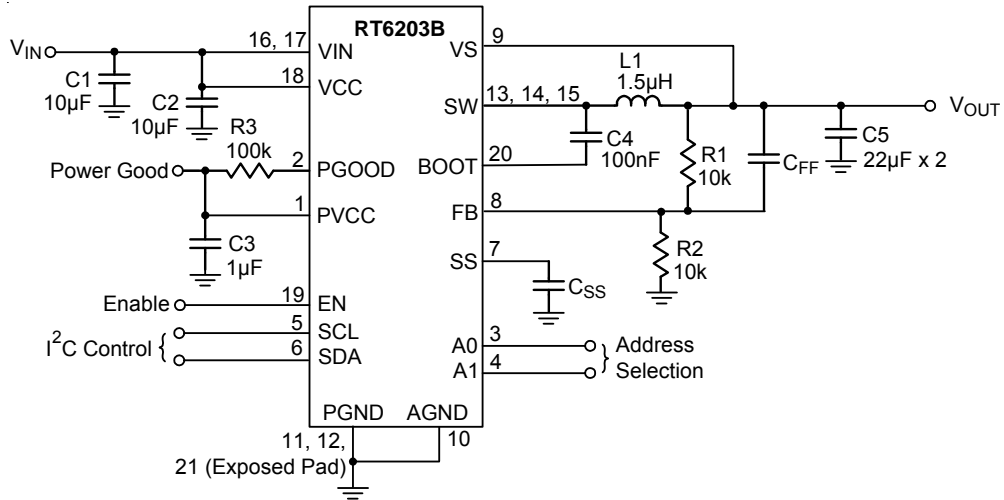 RT6203B
VIN
16, 17
VIN
VS
9
C1
10µF
C2
10µF
18
VCC
L1
1.5µH
SW
13, 14, 15
VOUT
R3
100k
C4
100nF
R1
10k
CFF
C5
22µF x 2
Power Good
2
PGOOD
BOOT
20
1
PVCC
FB
8
C3
1µF
R2
10k
SS
7
CSS
Enable
19
EN
I²C Control
5
SCL
6
SDA
A0
3
A1
4
Address
Selection
PGND
AGND
11, 12,
21 (Exposed Pad)
10